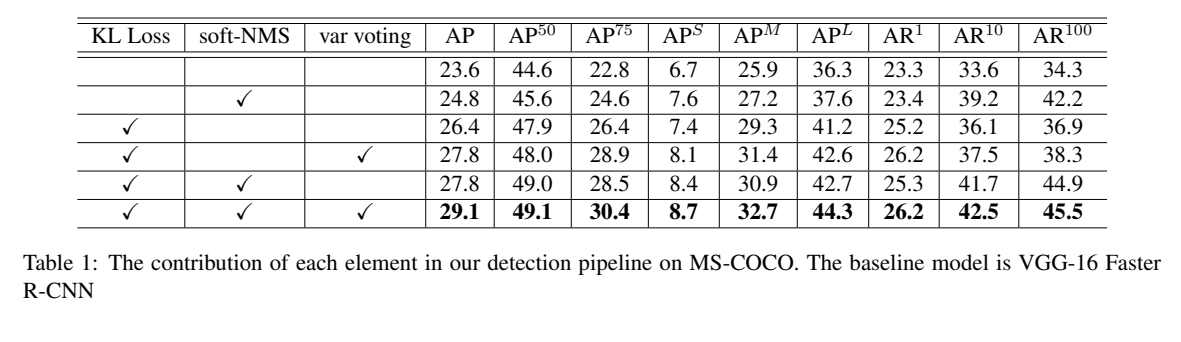 KL Loss soft-NMS var voting AP AP^50 AP^75 AP^S AP^M AP^L AR^1 AR^10 AR^100
23.6 44.6 22.8 6.7 25.9 36.3 23.3 33.6 34.3
✓ 24.8 45.6 24.6 7.6 27.2 37.6 23.4 39.2 42.2
✓ 26.4 47.9 26.4 7.4 29.3 41.2 25.2 36.1 36.9
✓ ✓ 27.8 48.0 28.9 8.1 31.4 42.6 26.2 37.5 38.3
✓ ✓ 27.8 49.0 28.5 8.4 30.9 42.7 25.3 41.7 44.9
✓ ✓ ✓ 29.1 49.1 30.4 8.7 32.7 44.3 26.2 42.5 45.5
Table 1: The contribution of each element in our detection pipeline on MS-COCO. The baseline model is VGG-16 Faster
R-CNN